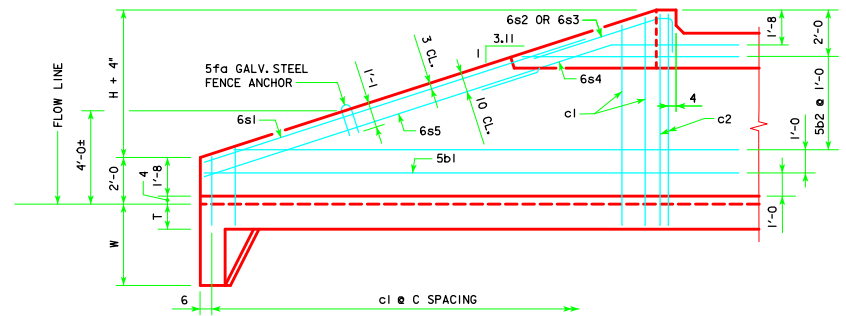 6s2 OR 6s3
3.11
1
3 CL.
5fa GALV. STEEL
FENCE ANCHOR
1'-1
10 CL.
6s4
6s1
6s5
c1
c2
4
1'-8
2'-0
5b2 @ 1'-0
1'-0
1'-0
5b1
H + 4"
FLOW LINE
4'-0±
2'-0
4
1'-8
T
W
6
c1 @ C SPACING